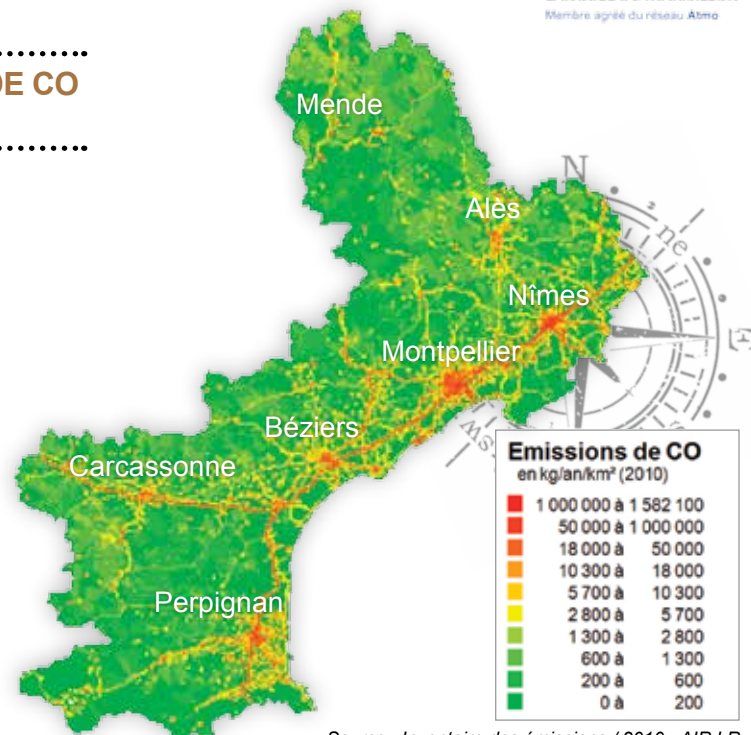 Membre agréé du réseau Atmo
DE CO
Mende
Alès
Nîmes
Montpellier
Béziers
Carcassonne
Perpignan
N
ne
E
sw
Emissions de CO
en kg/an/km² (2010)
1 000 000 à 1 582 100
50 000 à 1 000 000
18 000 à 50 000
10 300 à 18 000
5 700 à 10 300
2 800 à 5 700
1 300 à 2 800
600 à 1 300
200 à 600
0 à 200